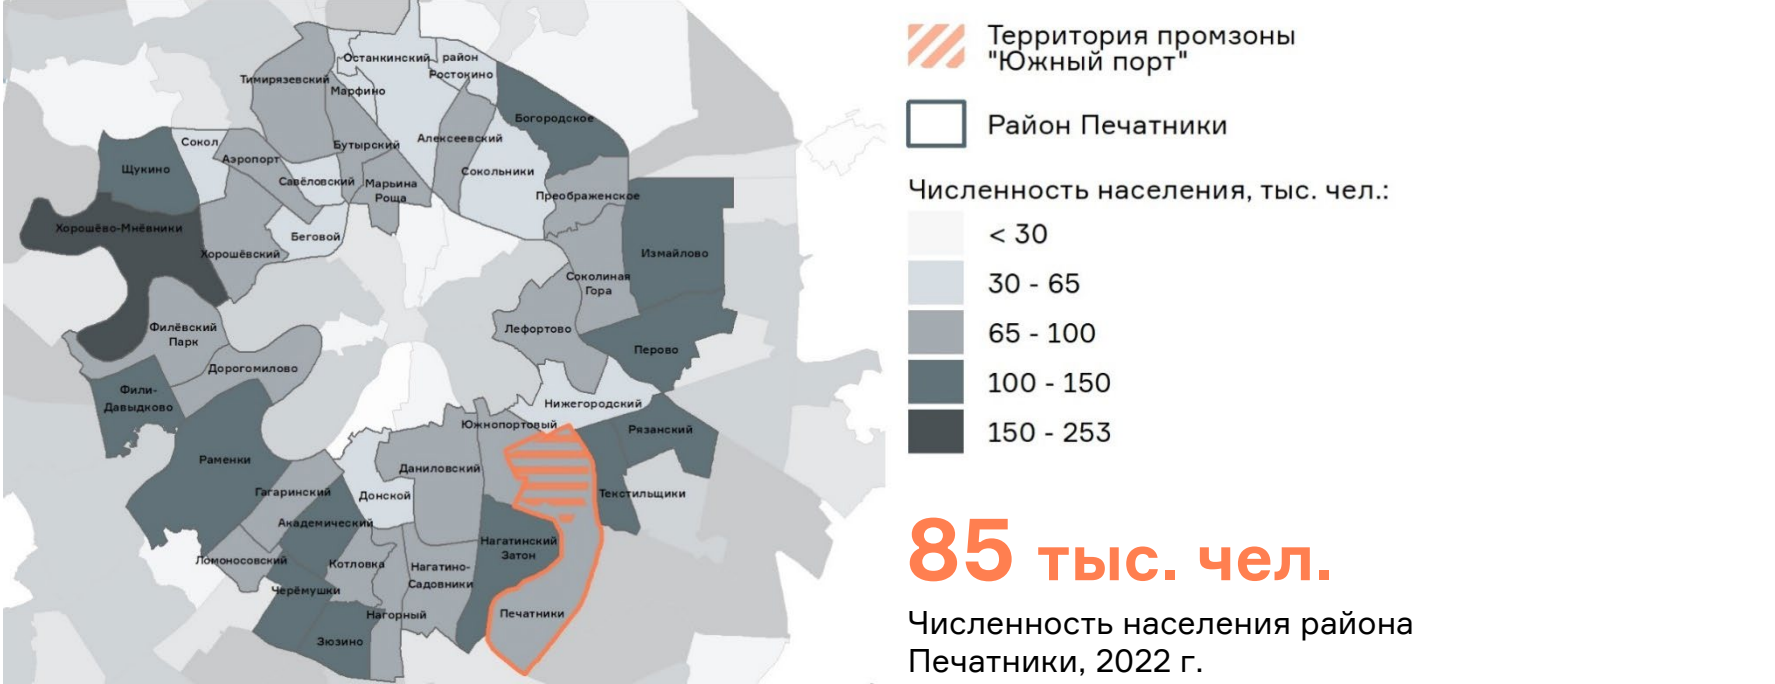 Останкинский район
Ростокино
Тимирязевский
Марфино
Богородское
Бутырский
Алексеевский
Сокол
Аэропорт
Щукино
Савёловский
Марьина
Роща
Сокольники
Преображенское
Хорошёво-Мнёвники
Беговой
Хорошёвский
Измайлово
Соколиная
Гора
Филёвский
Парк
Лефортово
Перово
Дорогомилово
Фили-
Давыдково
Нижегородский
Южнопортовый
Рязанский
Раменки
Даниловский
Гагаринский
Донской
Текстильщики
Академический
Нагатинский
Затон
Ломоносовский
Котловка
Нагатино-
Садовники
Черёмушки
Нагорный
Печатники
Зюзино
Территория промзоны
"Южный порт"
Район Печатники
Численность населения, тыс. чел.:
< 30
30 - 65
65 - 100
100 - 150
150 - 253
85 тыс. чел.
Численность населения района
Печатники, 2022 г.